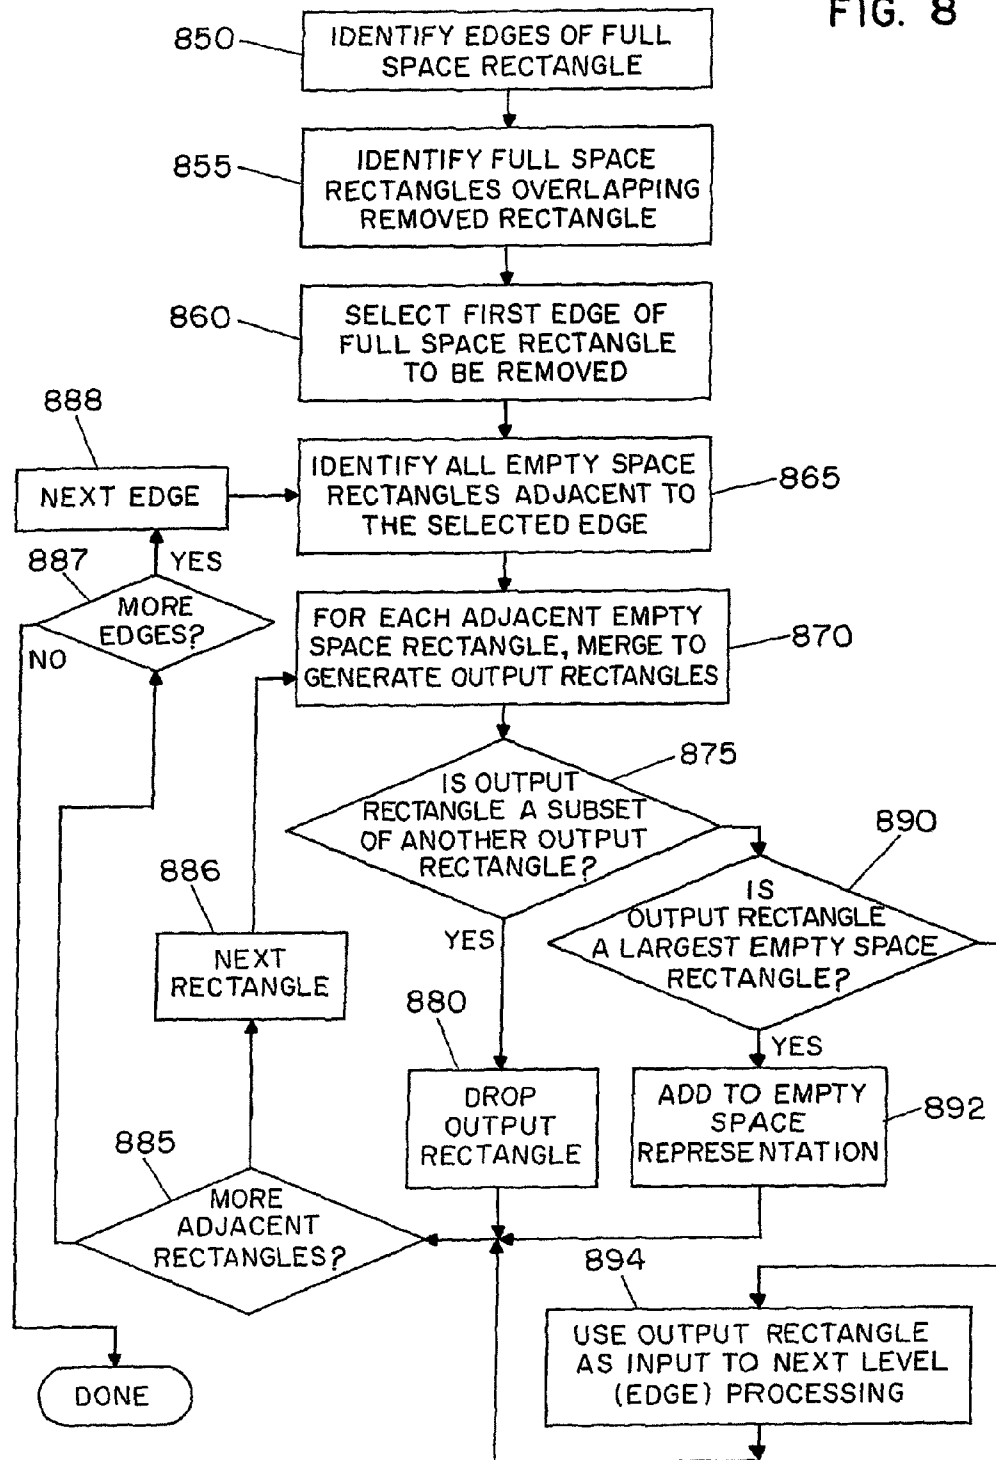 FIG. 8
850
IDENTIFY EDGES OF FULL
SPACE RECTANGLE
855
IDENTIFY FULL SPACE
RECTANGLES OVERLAPPING
REMOVED RECTANGLE
860
SELECT FIRST EDGE OF
FULL SPACE RECTANGLE
TO BE REMOVED
888
NEXT EDGE
IDENTIFY ALL EMPTY SPACE
RECTANGLES ADJACENT TO
THE SELECTED EDGE
865
887
YES
MORE
EDGES?
NO
FOR EACH ADJACENT EMPTY
SPACE RECTANGLE, MERGE TO
GENERATE OUTPUT RECTANGLES
870
875
IS OUTPUT
RECTANGLE A SUBSET
OF ANOTHER OUTPUT
RECTANGLE?
YES
890
IS
OUTPUT RECTANGLE
A LARGEST EMPTY SPACE
RECTANGLE?
YES
886
NEXT
RECTANGLE
880
DROP
OUTPUT
RECTANGLE
ADD TO EMPTY
SPACE
REPRESENTATION
892
885
MORE
ADJACENT
RECTANGLES?
894
USE OUTPUT RECTANGLE
AS INPUT TO NEXT LEVEL
(EDGE) PROCESSING
DONE